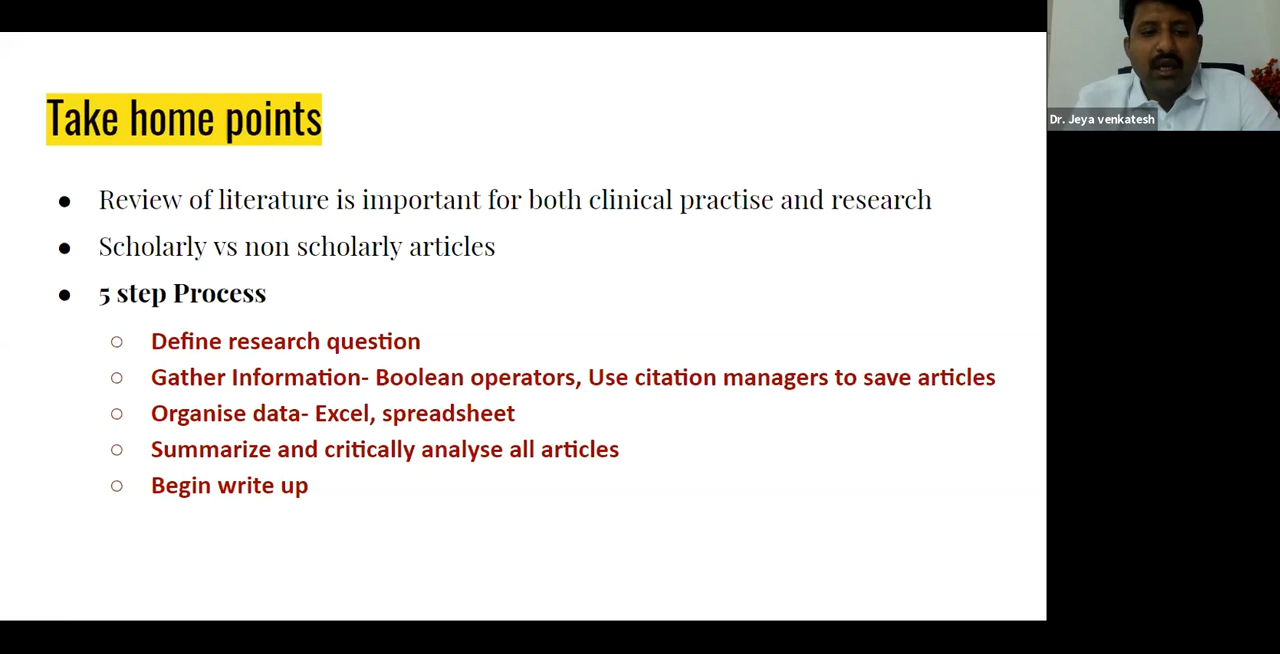 Take home points
● Review of literature is important for both clinical practise and research
● Scholarly vs non scholarly articles
● 5 step Process
○ Define research question
○ Gather Information- Boolean operators, Use citation managers to save articles
○ Organise data- Excel, spreadsheet
○ Summarize and critically analyse all articles
○ Begin write up
Dr. Jeya venkatesh